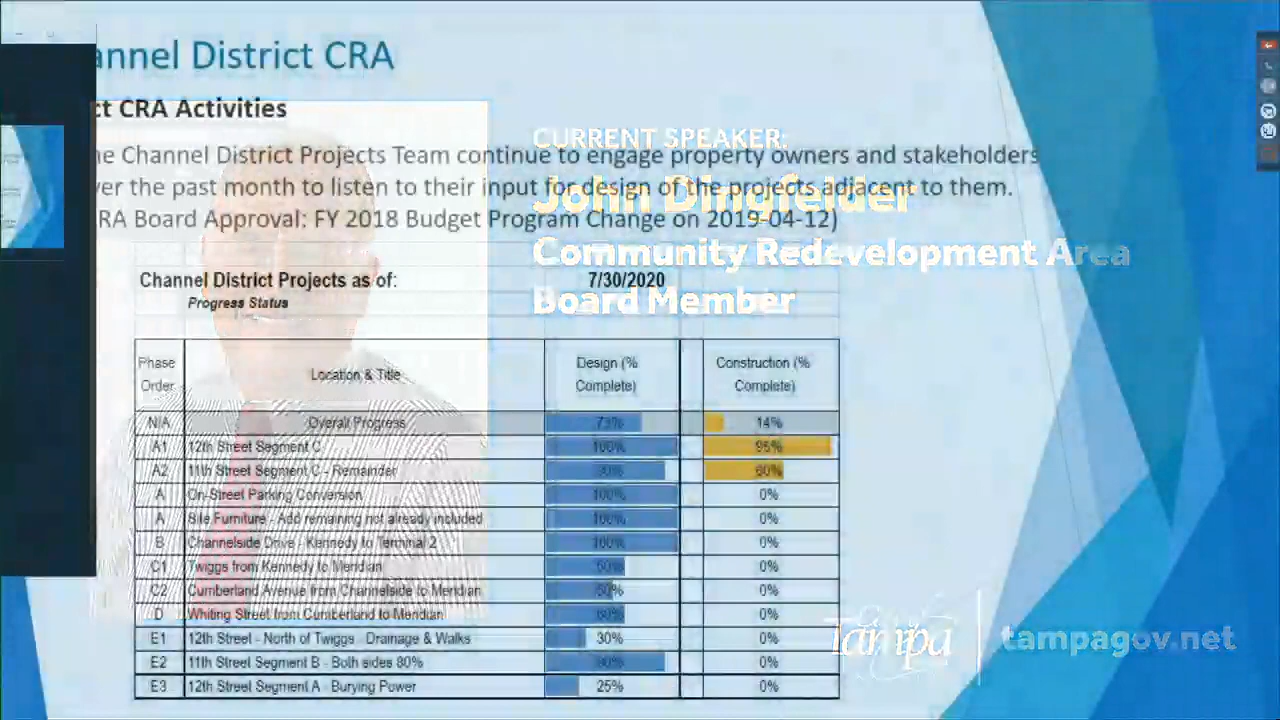 annel District CRA
ct CRA Activities
CURRENT SPEAKER:
he Channel District Projects Team continue to engage property owners and stakeholders
ver the past month to listen to their input for design of the projects adjacent to them.
John Dingfelder
RA Board Approval: FY 2018 Budget Program Change on 2019-04-12)
Community Redevelopment Area
Board Member
Channel District Projects as of: 7/30/2020
Progress Status
Phase Order Location & Title Design (% Complete) Construction (% Complete)
N/A Overall Progress 73% 14%
A1 12th Street Segment C 100% 95%
A2 11th Street Segment C - Remainder 90% 60%
A On-Street Parking Conversion 100% 0%
A Site Furniture - Add remaining not already included 100% 0%
B Channelside Drive - Kennedy to Terminal 2 100% 0%
C1 Twiggs from Kennedy to Meridian 60% 0%
C2 Cumberland Avenue from Channelside to Meridian 50% 0%
D Whiting Street from Cumberland to Meridian 60% 0%
E1 12th Street - North of Twiggs - Drainage & Walks 30% 0%
E2 11th Street Segment B - Both sides 80% 90% 0%
E3 12th Street Segment A - Burying Power 25% 0%
Tampa tampagov.net